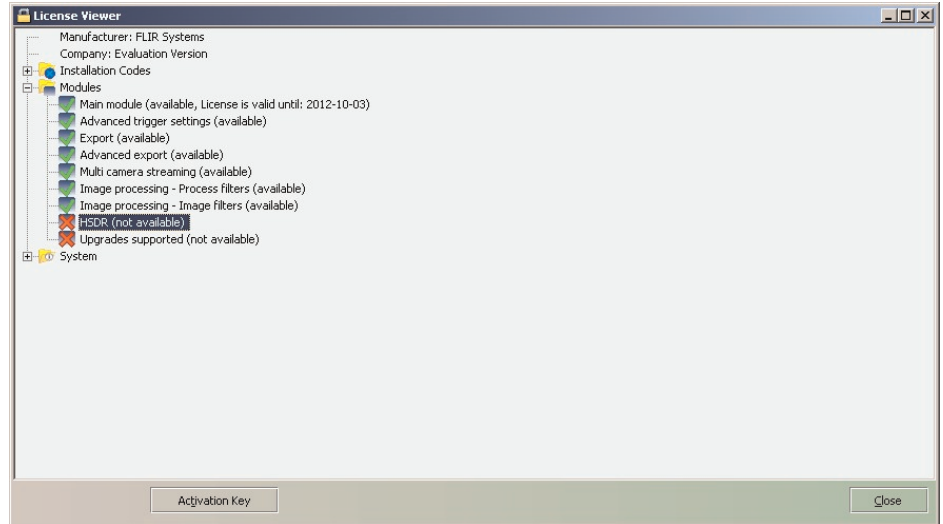 License Viewer
Manufacturer: FLIR Systems
Company: Evaluation Version
Installation Codes
Modules
Main module (available, License is valid until: 2012-10-03)
Advanced trigger settings (available)
Export (available)
Advanced export (available)
Multi camera streaming (available)
Image processing - Process filters (available)
Image processing - Image filters (available)
HSDR (not available)
Upgrades supported (not available)
System
Activation Key
Close